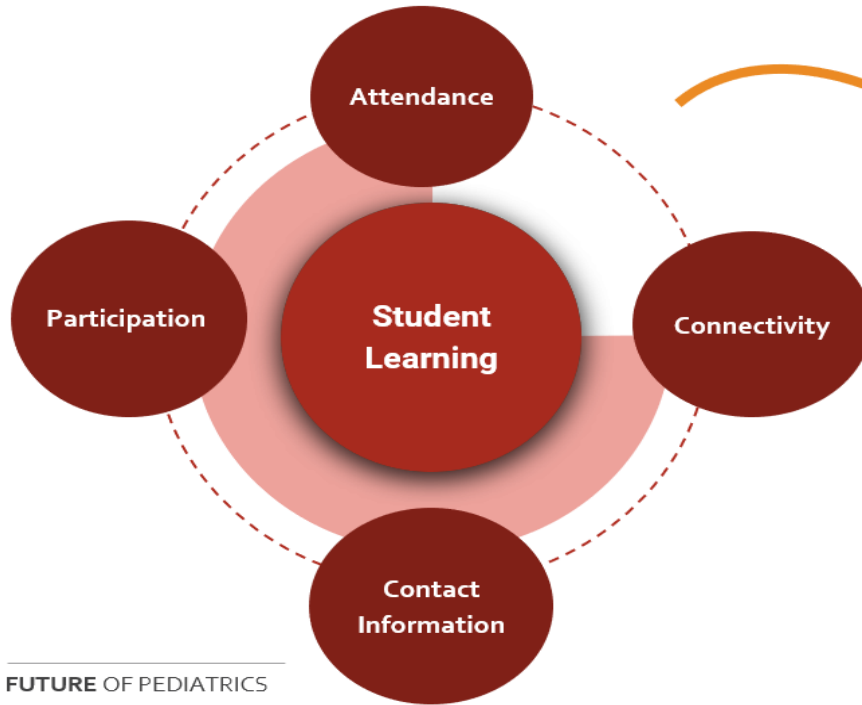 Attendance
Participation
Student
Learning
Connectivity
Contact
Information
FUTURE OF PEDIATRICS